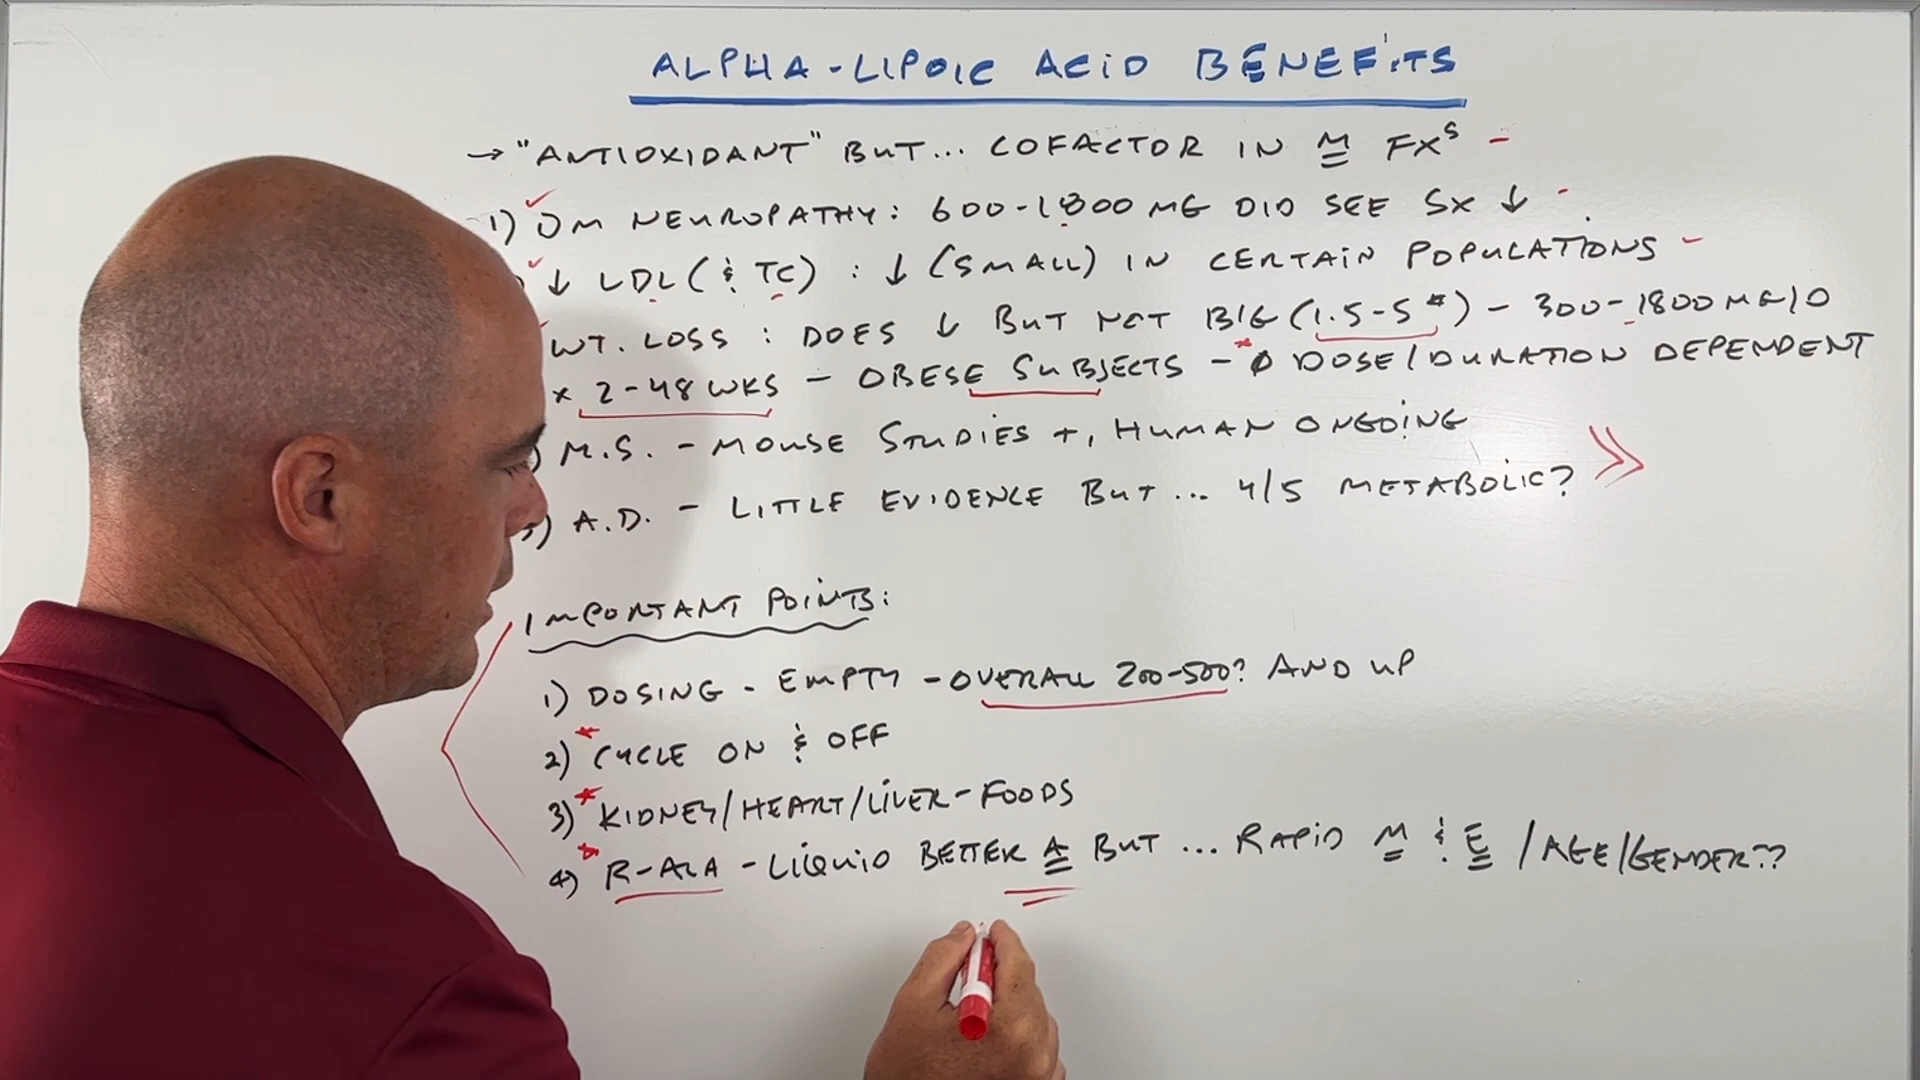 ALPHA-LIPOIC ACID BENEFITS
→ "ANTIOXIDANT" BUT... COFACTOR IN M FXS -
1) DM NEUROPATHY: 600-1800 MG DID SEE SX ↓ -
) ↓ LDL (& TC) : ↓ (SMALL) IN CERTAIN POPULATIONS -
WT. LOSS : DOES ↓ BUT NOT BIG (1.5-5#) - 300-1800 MG/D
x 2-48 WKS - OBESE SUBJECTS - * Ø DOSE/DURATION DEPENDENT
) M.S. - MOUSE STUDIES +, HUMAN ONGOING
5) A.D. - LITTLE EVIDENCE BUT... 4/5 METABOLIC? >>
IMPORTANT POINTS:
1) DOSING - EMPTY - OVERALL 200-500? AND UP
2) * CYCLE ON & OFF
3) * KIDNEY/HEART/LIVER - FOODS
4) * R-ALA - LIQUID BETTER A BUT ... RAPID M & E /AGE/GENDER??